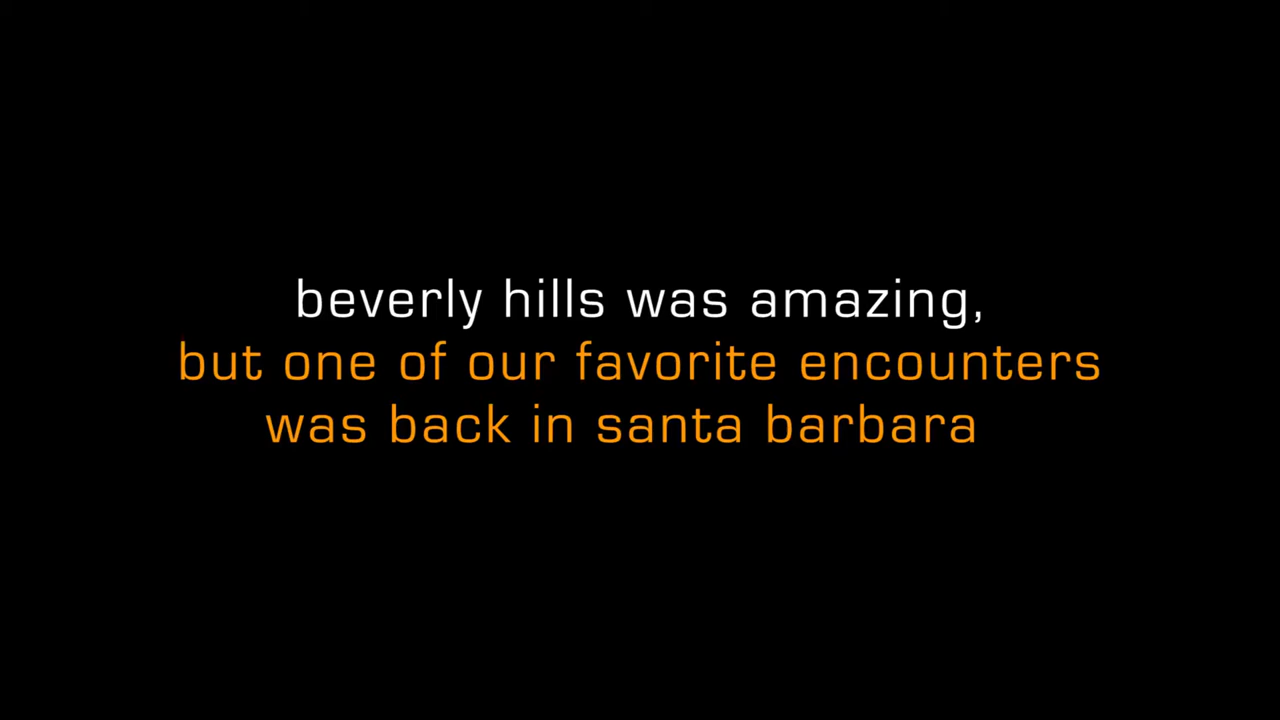 beverly hills was amazing,
but one of our favorite encounters
was back in santa barbara